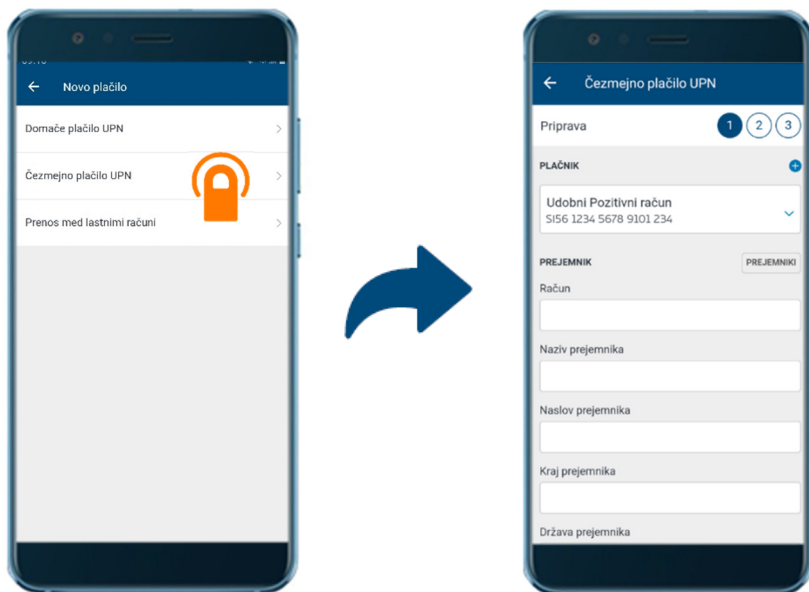 Novo plačilo
Domače plačilo UPN
Čezmejno plačilo UPN
Prenos med lastnimi računi
Čezmejno plačilo UPN
Priprava 1 2 3
PLAČNIK
Udobni Pozitivni račun
SI56 1234 5678 9101 234
PREJEMNIK PREJEMNIKI
Račun
Naziv prejemnika
Naslov prejemnika
Kraj prejemnika
Država prejemnika